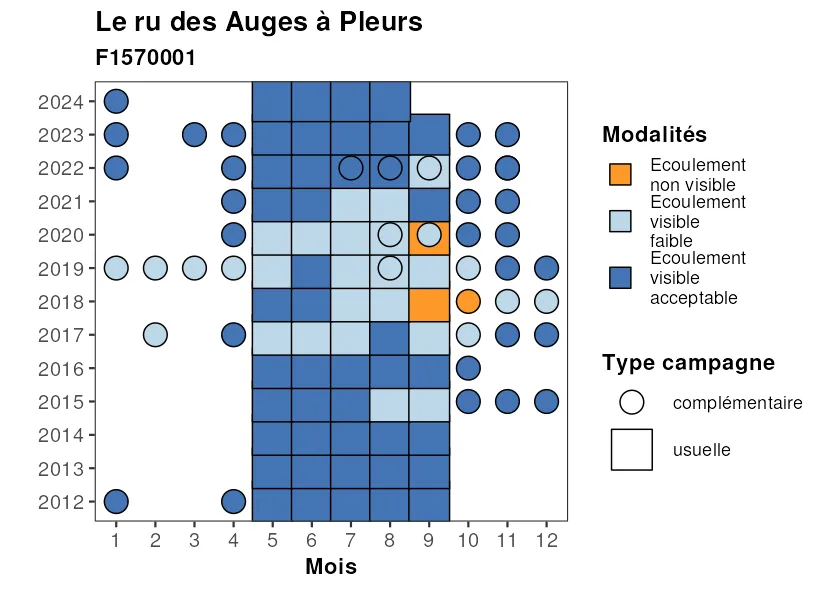 Le ru des Auges à Pleurs
F1570001
2024
2023
2022
2021
2020
2019
2018
2017
2016
2015
2014
2013
2012
1 2 3 4 5 6 7 8 9 10 11 12
Mois
Modalités
Ecoulement
non visible
Ecoulement
visible
faible
Ecoulement
visible
acceptable
Type campagne
complémentaire
usuelle